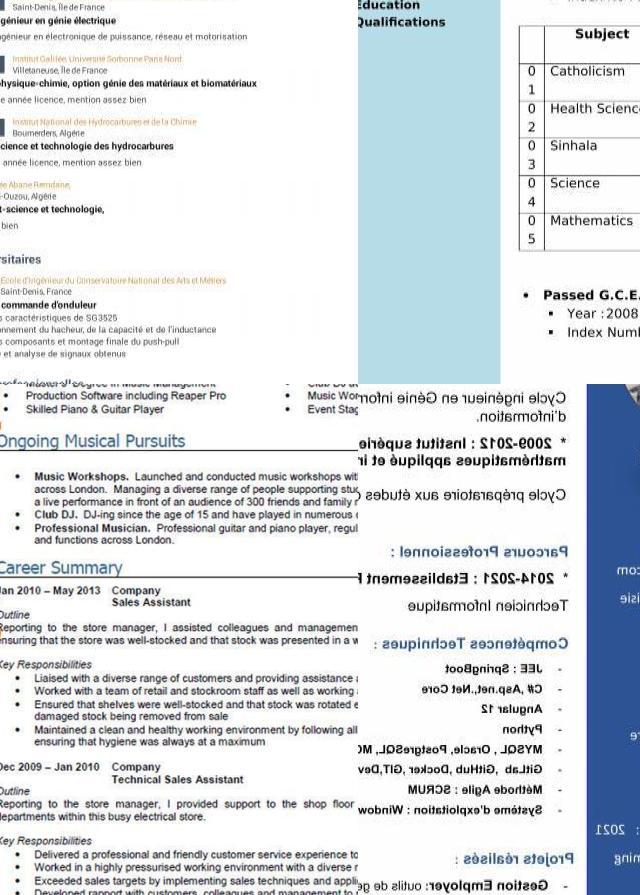 Saint-Denis, Île de France
génieur en génie électrique
ngénieur en électronique de puissance, réseau et motorisation
Institut Galilée, Université Sorbonne Paris Nord
Villetaneuse, Île de France
hysique-chimie, option génie des matériaux et biomatériaux
e année licence, mention assez bien
Institut National des Hydrocarbures et de la Chimie
Boumerders, Algérie
cience et technologie des hydrocarbures
année licence, mention assez bien
e Abane Ramdane,
-Ouzou, Algérie
t-science et technologie,
bien
rsitaires
Ecole d'Ingénieur du Conservatoire National des Arts et Métiers
Saint-Denis, France
commande d'onduleur
s caractéristiques de SG3525
onnement du hacheur, de la capacité et de l'inductance
s composants et montage finale du push-pull
et analyse de signaux obtenus
Education
Qualifications
Subject
01 Catholicism
02 Health Scienc
03 Sinhala
04 Science
05 Mathematics
• Passed G.C.E.
▪ Year :2008
▪ Index Num
• Production Software including Reaper Pro
• Skilled Piano & Guitar Player
• Music Wor
• Event Stag
Ongoing Musical Pursuits
• Music Workshops. Launched and conducted music workshops wit
across London. Managing a diverse range of people supporting stu
a live performance in front of an audience of 300 friends and family
• Club DJ. DJ-ing since the age of 15 and have played in numerous
• Professional Musician. Professional guitar and piano player, regul
and functions across London.
Career Summary
Jan 2010 – May 2013 Company
Sales Assistant
Outline
Reporting to the store manager, I assisted colleagues and managemen
ensuring that the store was well-stocked and that stock was presented in a w
Key Responsibilities
• Liaised with a diverse range of customers and providing assistance
• Worked with a team of retail and stockroom staff as well as working
• Ensured that shelves were well-stocked and that stock was rotated
damaged stock being removed from sale
• Maintained a clean and healthy working environment by following all
ensuring that hygiene was always at a maximum
Dec 2009 – Jan 2010 Company
Technical Sales Assistant
Outline
Reporting to the store manager, I provided support to the shop floor
departments within this busy electrical store.
Key Responsibilities
• Delivered a professional and friendly customer service experience to
• Worked in a highly pressurised working environment with a diverse
• Exceeded sales targets by implementing sales techniques and appl
• Developed rapport with customers, colleagues and management to
Cycle ingénieur en Génie infor
d'information.
* 2009-2012 : Institut supérie
mathématiques appliqué et i
Cycle préparatoire aux études
Parcours Professionnel :
* 2014-2021 : Etablissement
Technicien Informatique
Compétences Techniques :
- JEE : SpringBoot
- C#, Asp.net,.Net Core
- Angular 12
- Python
- MYSQL , Oracle, PostgreSQL, MO
- GitLab, GitHub, Docker ,GIT,Dev
- Méthode Agile : SCRUM
- Système d'exploitation : Window
Projets réalisés :
- Gestion Employer: outils de ge
com
isie
re
: 2021
ming